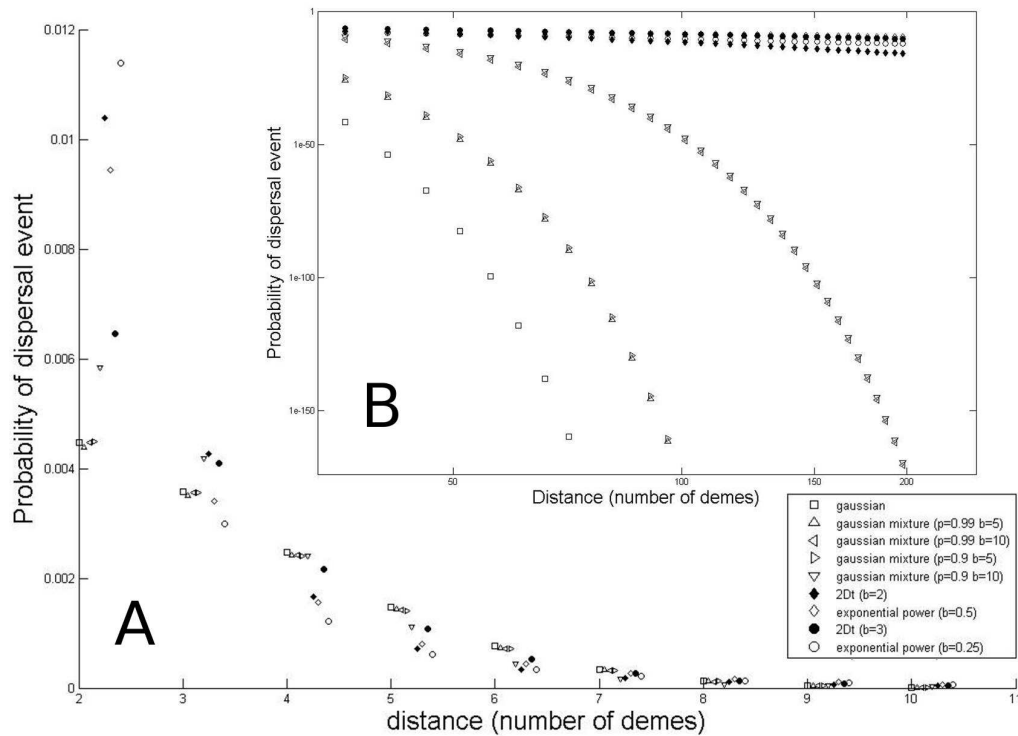 0.012
0.01
0.008
0.006
0.004
0.002
0
Probability of dispersal event
2
3
4
5
6
7
8
9
10
11
distance (number of demes)
A
1
1e-50
1e-100
1e-150
Probability of dispersal event
50
100
150
200
Distance (number of demes)
B
gaussian
gaussian mixture (p=0.99 b=5)
gaussian mixture (p=0.99 b=10)
gaussian mixture (p=0.9 b=5)
gaussian mixture (p=0.9 b=10)
2Dt (b=2)
exponential power (b=0.5)
2Dt (b=3)
exponential power (b=0.25)